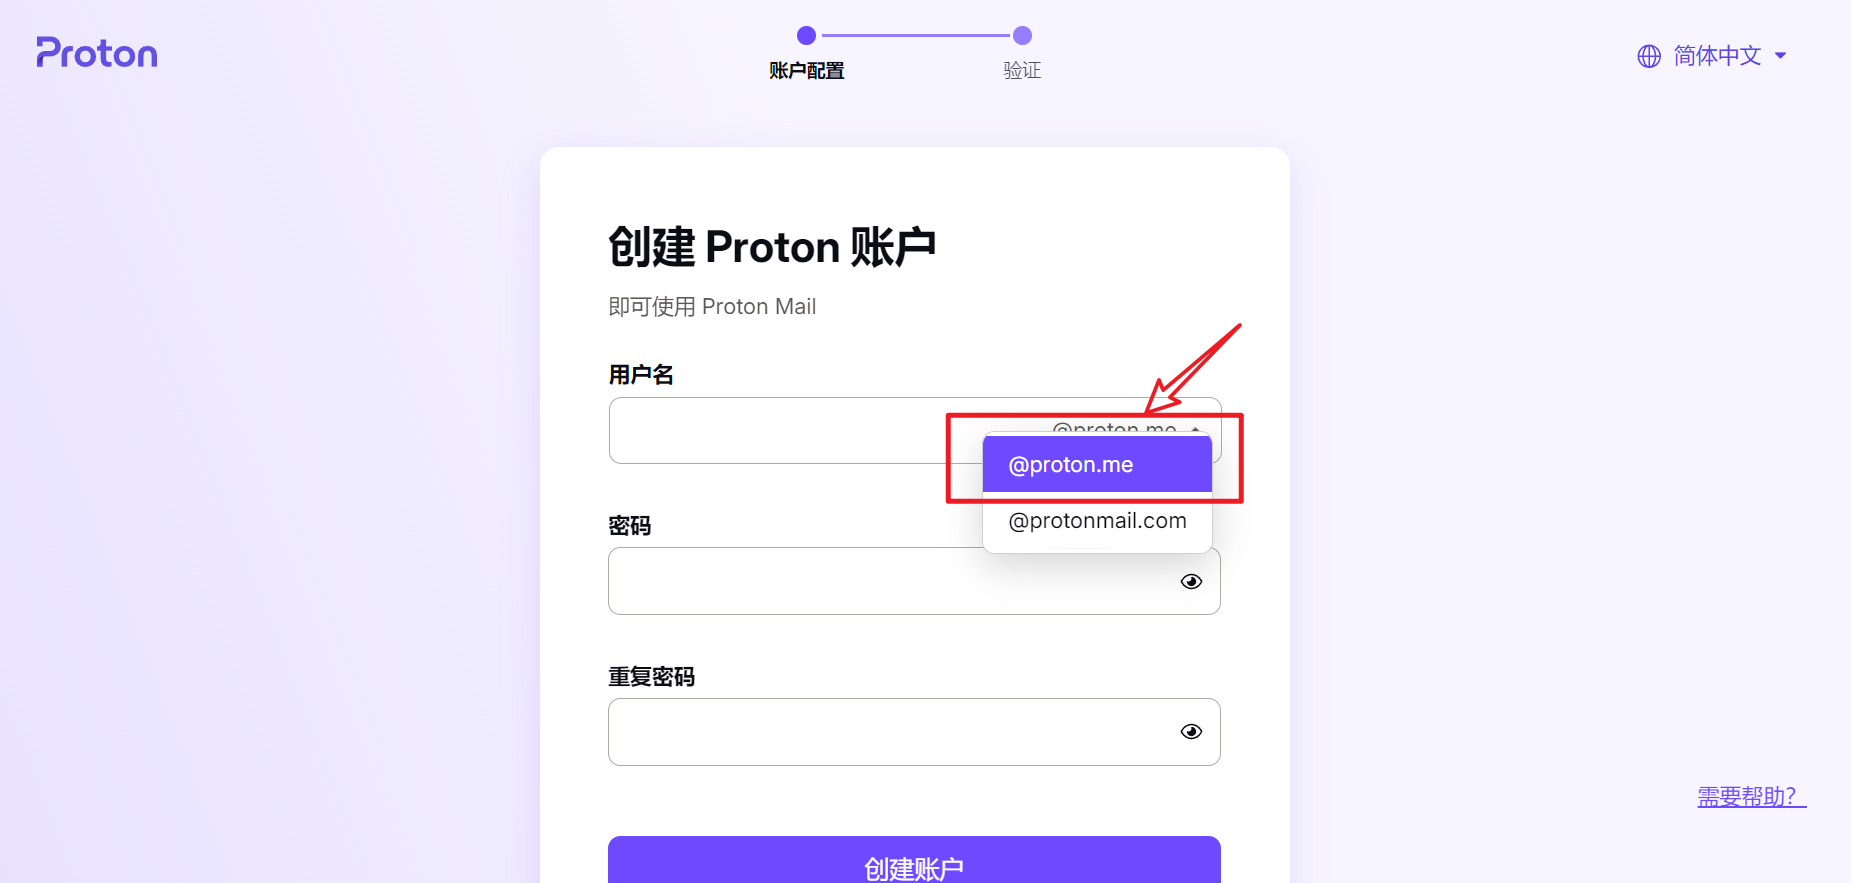 Proton
账户配置
验证
简体中文
创建 Proton 账户
即可使用 Proton Mail
用户名
@proton.me
@proton.me
@protonmail.com
密码
重复密码
需要帮助?
创建账户